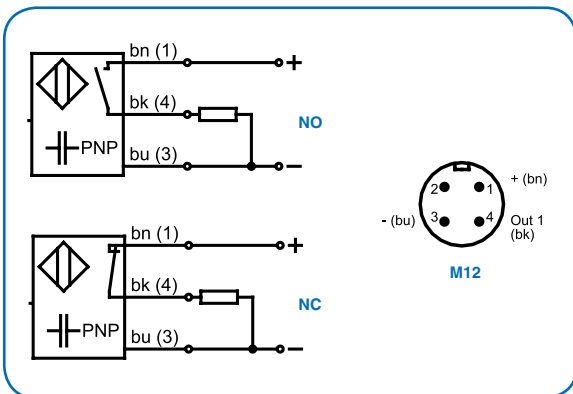 bn (1)
+
bk (4)
NO
PNP
bu (3)
−
bn (1)
+
bk (4)
NC
PNP
bu (3)
−
2 1 + (bn)
- (bu) 3 4 Out 1
(bk)
M12